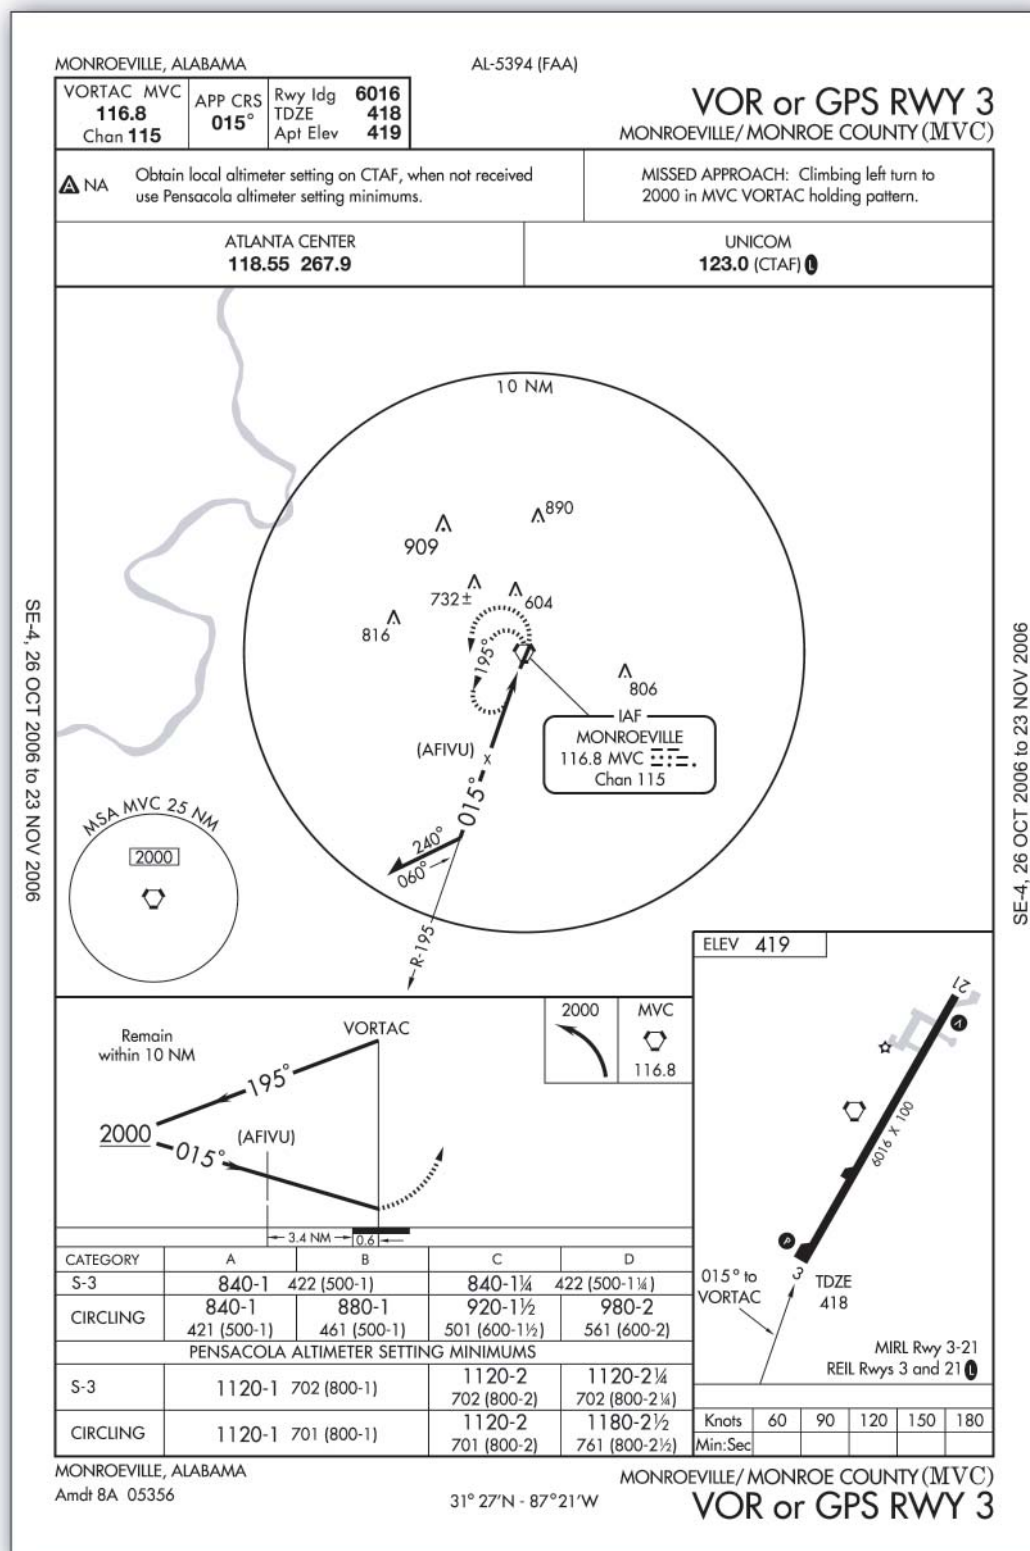 MONROEVILLE, ALABAMA
AL-5394 (FAA)
VORTAC MVC
116.8
Chan 115
APP CRS
015°
Rwy ldg 6016
TDZE 418
Apt Elev 419
VOR or GPS RWY 3
MONROEVILLE/MONROE COUNTY (MVC)
A NA
Obtain local altimeter setting on CTAF, when not received
use Pensacola altimeter setting minimums.
MISSED APPROACH: Climbing left turn to
2000 in MVC VORTAC holding pattern.
ATLANTA CENTER
118.55 267.9
UNICOM
123.0 (CTAF) L
10 NM
890
909
732±
604
816
195°
806
IAF
MONROEVILLE
116.8 MVC
Chan 115
(AFIVU) x
015°
240°
060°
R-195
MSA MVC 25 NM
2000
SE-4, 26 OCT 2006 to 23 NOV 2006
SE-4, 26 OCT 2006 to 23 NOV 2006
Remain
within 10 NM
VORTAC
195°
2000
015°
(AFIVU)
3.4 NM
0.6
2000
MVC
116.8
ELEV 419
21
V
6016 X 100
P
3
015° to
VORTAC
TDZE
418
MIRL Rwy 3-21
REIL Rwys 3 and 21 L
CATEGORY A B C D
S-3 840-1 422 (500-1) 840-1¼ 422 (500-1¼)
CIRCLING 840-1 880-1 920-1½ 980-2
421 (500-1) 461 (500-1) 501 (600-1½) 561 (600-2)
PENSACOLA ALTIMETER SETTING MINIMUMS
S-3 1120-1 702 (800-1) 1120-2 1120-2¼
702 (800-2) 702 (800-2¼)
CIRCLING 1120-1 701 (800-1) 1120-2 1180-2½
701 (800-2) 761 (800-2½)
Knots 60 90 120 150 180
Min:Sec
MONROEVILLE, ALABAMA
Amdt 8A 05356
31° 27'N - 87°21'W
MONROEVILLE/MONROE COUNTY (MVC)
VOR or GPS RWY 3